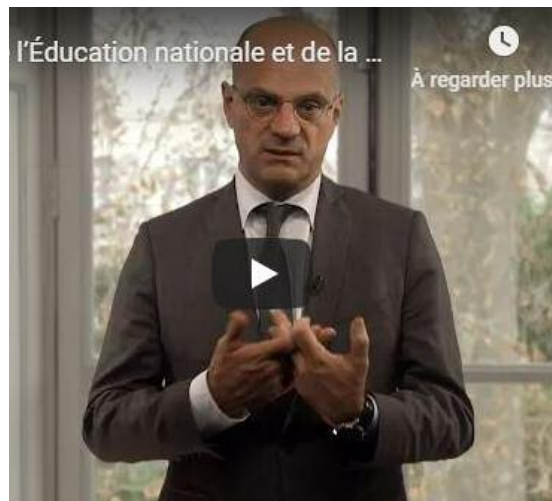 l’Éducation nationale et de la ...
À regarder plus